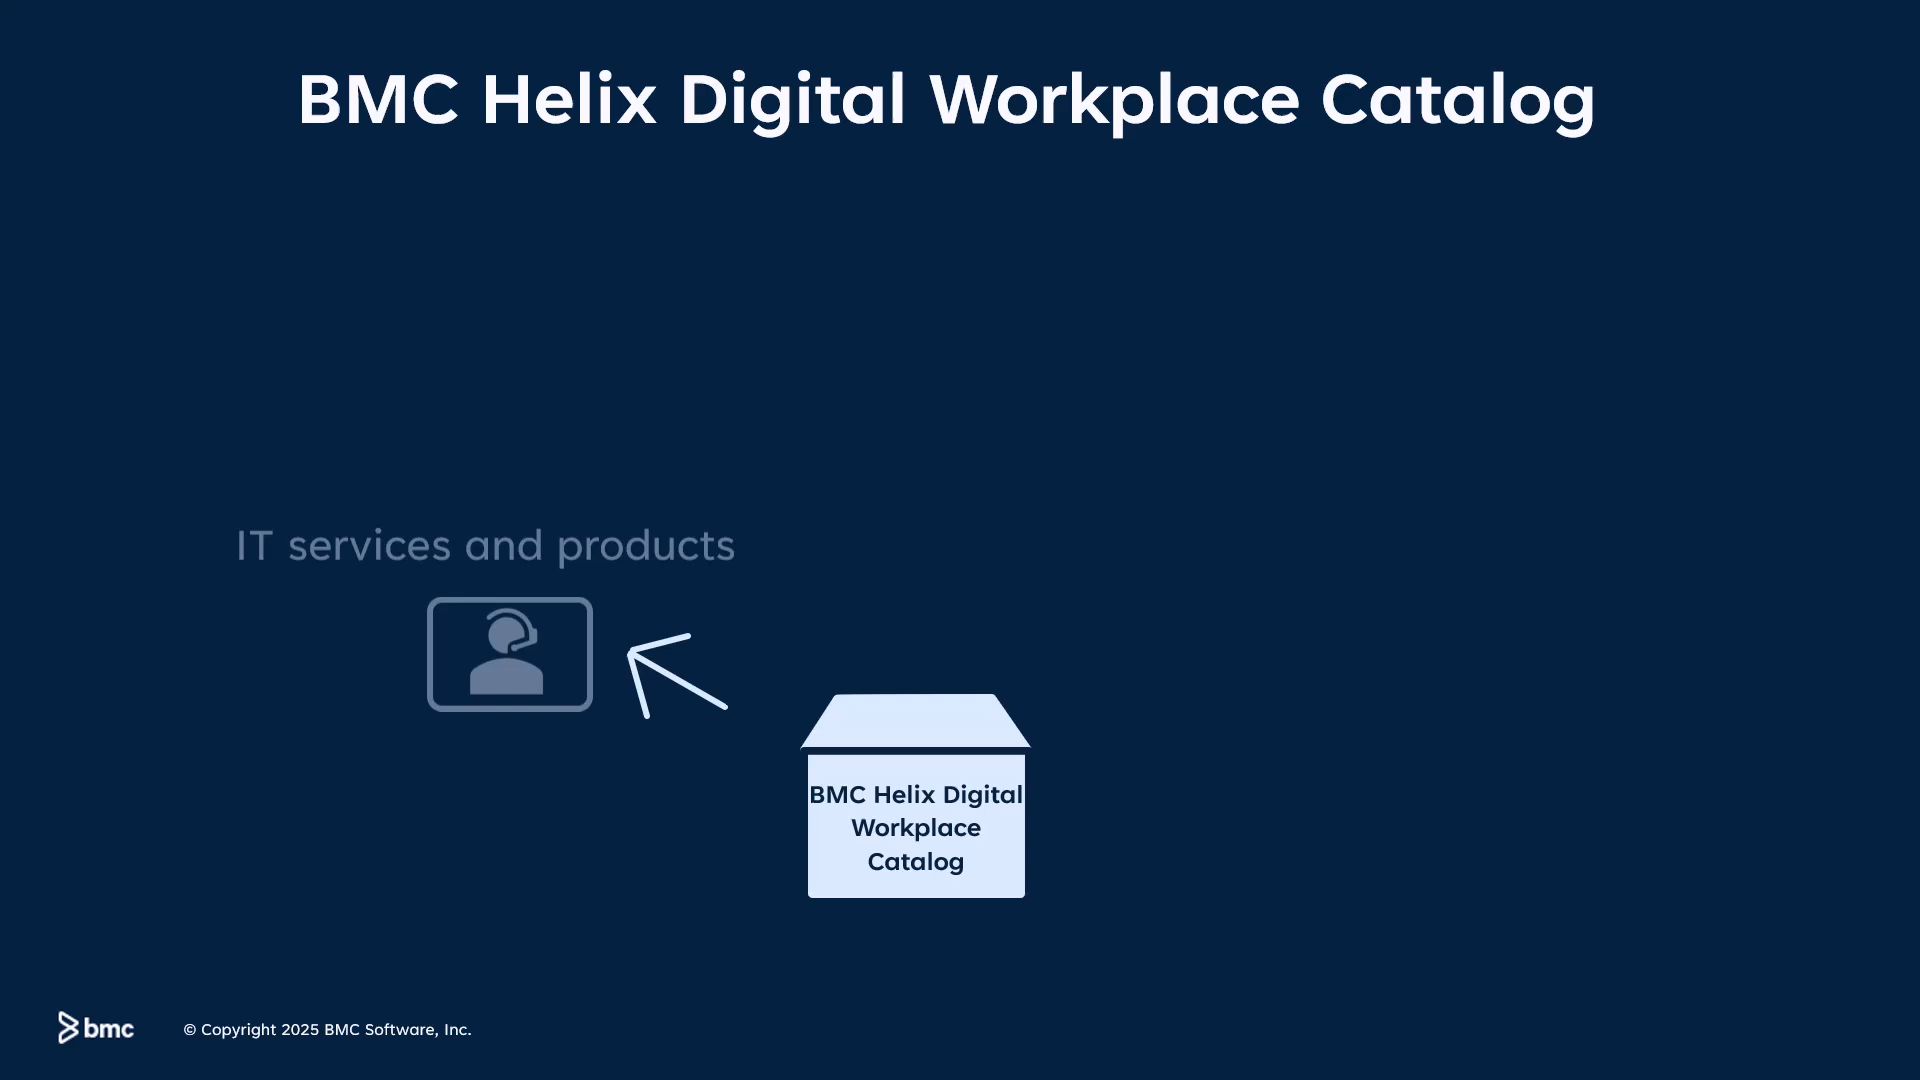 BMC Helix Digital Workplace Catalog
IT services and products
BMC Helix Digital
Workplace
Catalog
bmc
© Copyright 2025 BMC Software, Inc.